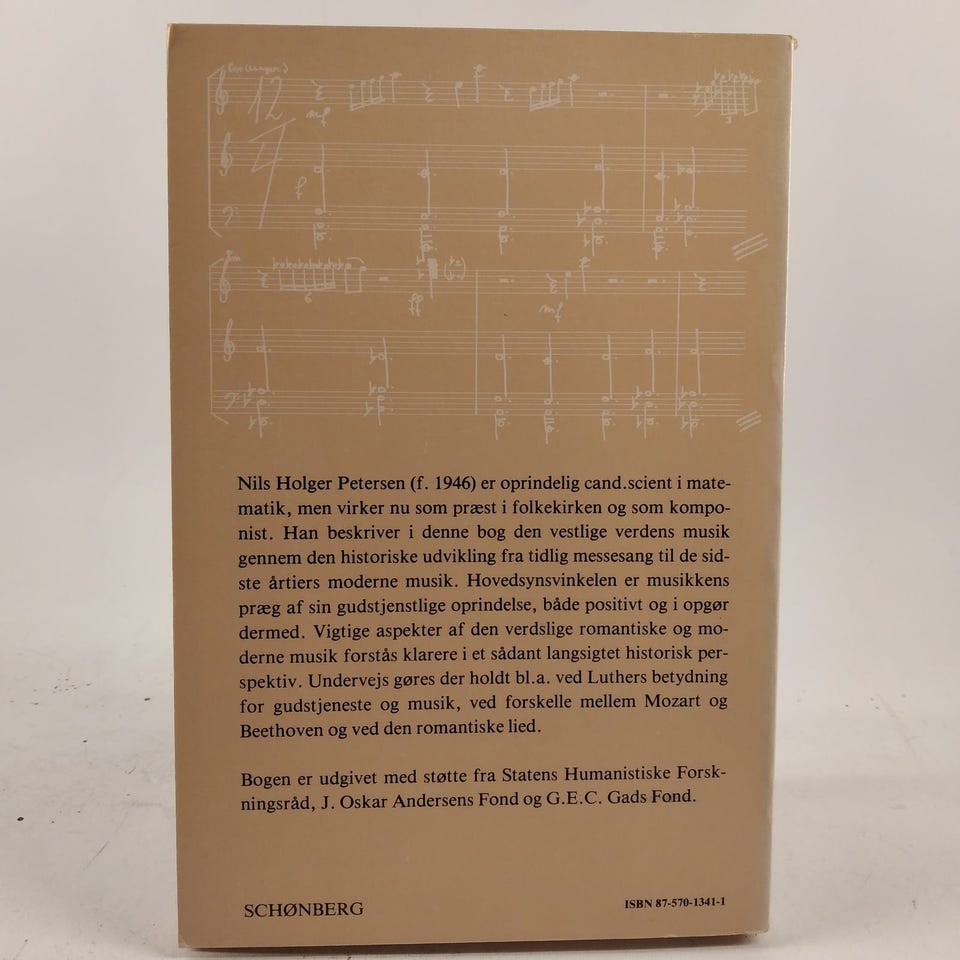 12
4
Nils Holger Petersen (f. 1946) er oprindelig cand.scient i mate-
matik, men virker nu som præst i folkekirken og som kompo-
nist. Han beskriver i denne bog den vestlige verdens musik
gennem den historiske udvikling fra tidlig messesang til de sid-
ste årtiers moderne musik. Hovedsynsvinkelen er musikkens
præg af sin gudstjenstlige oprindelse, både positivt og i opgør
dermed. Vigtige aspekter af den verdslige romantiske og mo-
derne musik forstås klarere i et sådant langsigtet historisk per-
spektiv. Undervejs gøres der holdt bl.a. ved Luthers betydning
for gudstjeneste og musik, ved forskelle mellem Mozart og
Beethoven og ved den romantiske lied.
Bogen er udgivet med støtte fra Statens Humanistiske Forsk-
ningsråd, J. Oskar Andersens Fond og G.E.C. Gads Fond.
SCHØNBERG
ISBN 87-570-1341-1